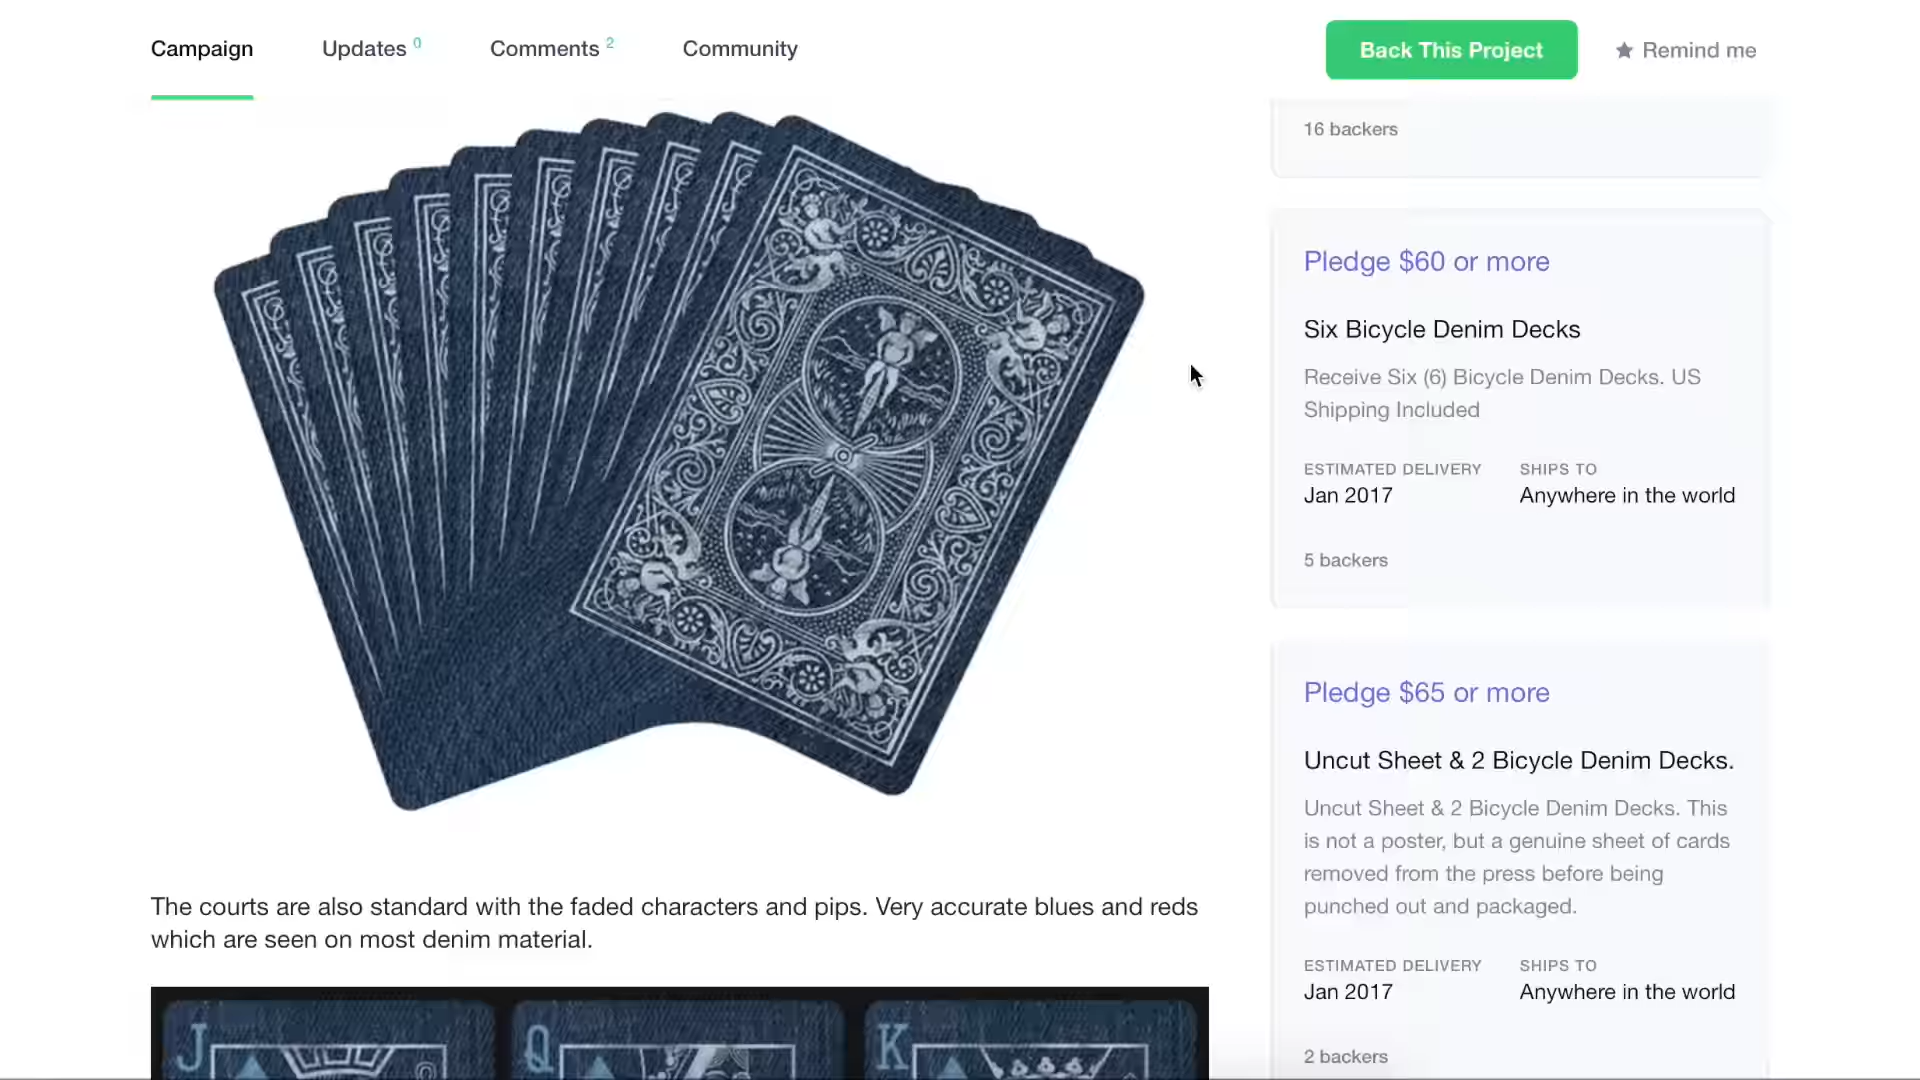 Campaign
Updates 0
Comments 2
Community
Back This Project
Remind me
16 backers
Pledge $60 or more
Six Bicycle Denim Decks
Receive Six (6) Bicycle Denim Decks. US
Shipping Included
ESTIMATED DELIVERY
Jan 2017
SHIPS TO
Anywhere in the world
5 backers
Pledge $65 or more
Uncut Sheet & 2 Bicycle Denim Decks.
Uncut Sheet & 2 Bicycle Denim Decks. This
is not a poster, but a genuine sheet of cards
removed from the press before being
punched out and packaged.
ESTIMATED DELIVERY
Jan 2017
SHIPS TO
Anywhere in the world
2 backers
The courts are also standard with the faded characters and pips. Very accurate blues and reds
which are seen on most denim material.
J
Q
K